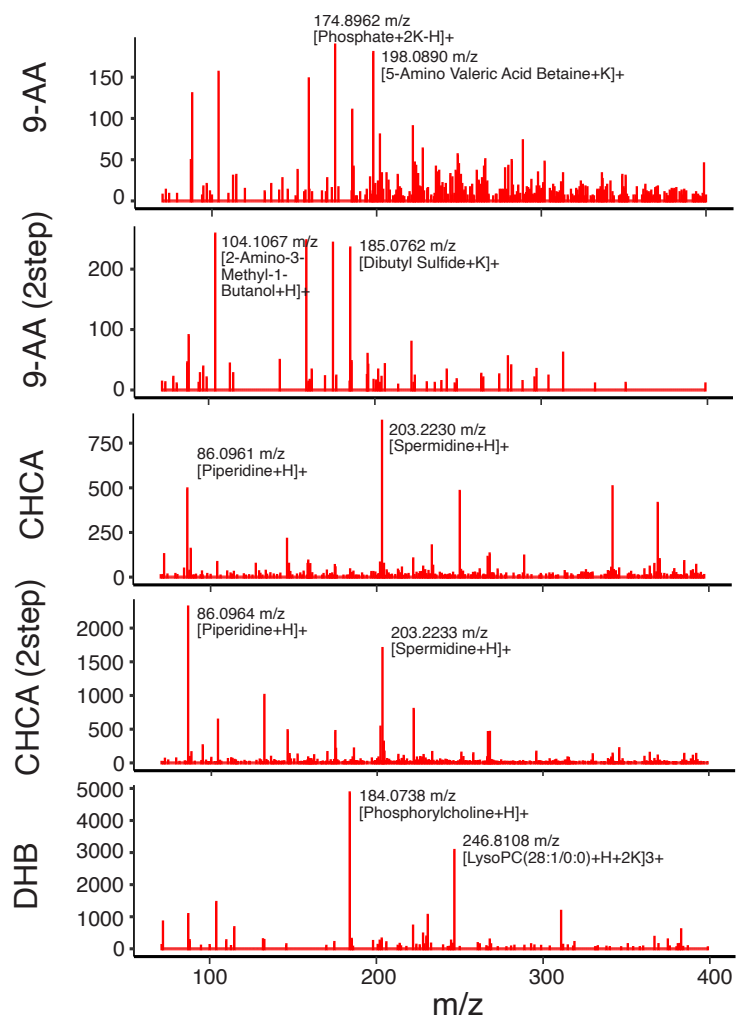 174.8962 m/z
[Phosphate+2K-H]+
198.0890 m/z
[5-Amino Valeric Acid Betaine+K]+
9-AA
150
100
50
0
104.1067 m/z
[2-Amino-3-
Methyl-1-
Butanol+H]+
185.0762 m/z
[Dibutyl Sulfide+K]+
9-AA (2step)
200
100
0
203.2230 m/z
[Spermidine+H]+
86.0961 m/z
[Piperidine+H]+
CHCA
750
500
250
0
86.0964 m/z
[Piperidine+H]+
203.2233 m/z
[Spermidine+H]+
CHCA (2step)
2000
1500
1000
500
0
184.0738 m/z
[Phosphorylcholine+H]+
246.8108 m/z
[LysoPC(28:1/0:0)+H+2K]3+
DHB
5000
4000
3000
2000
1000
0
100 200 300 400
m/z